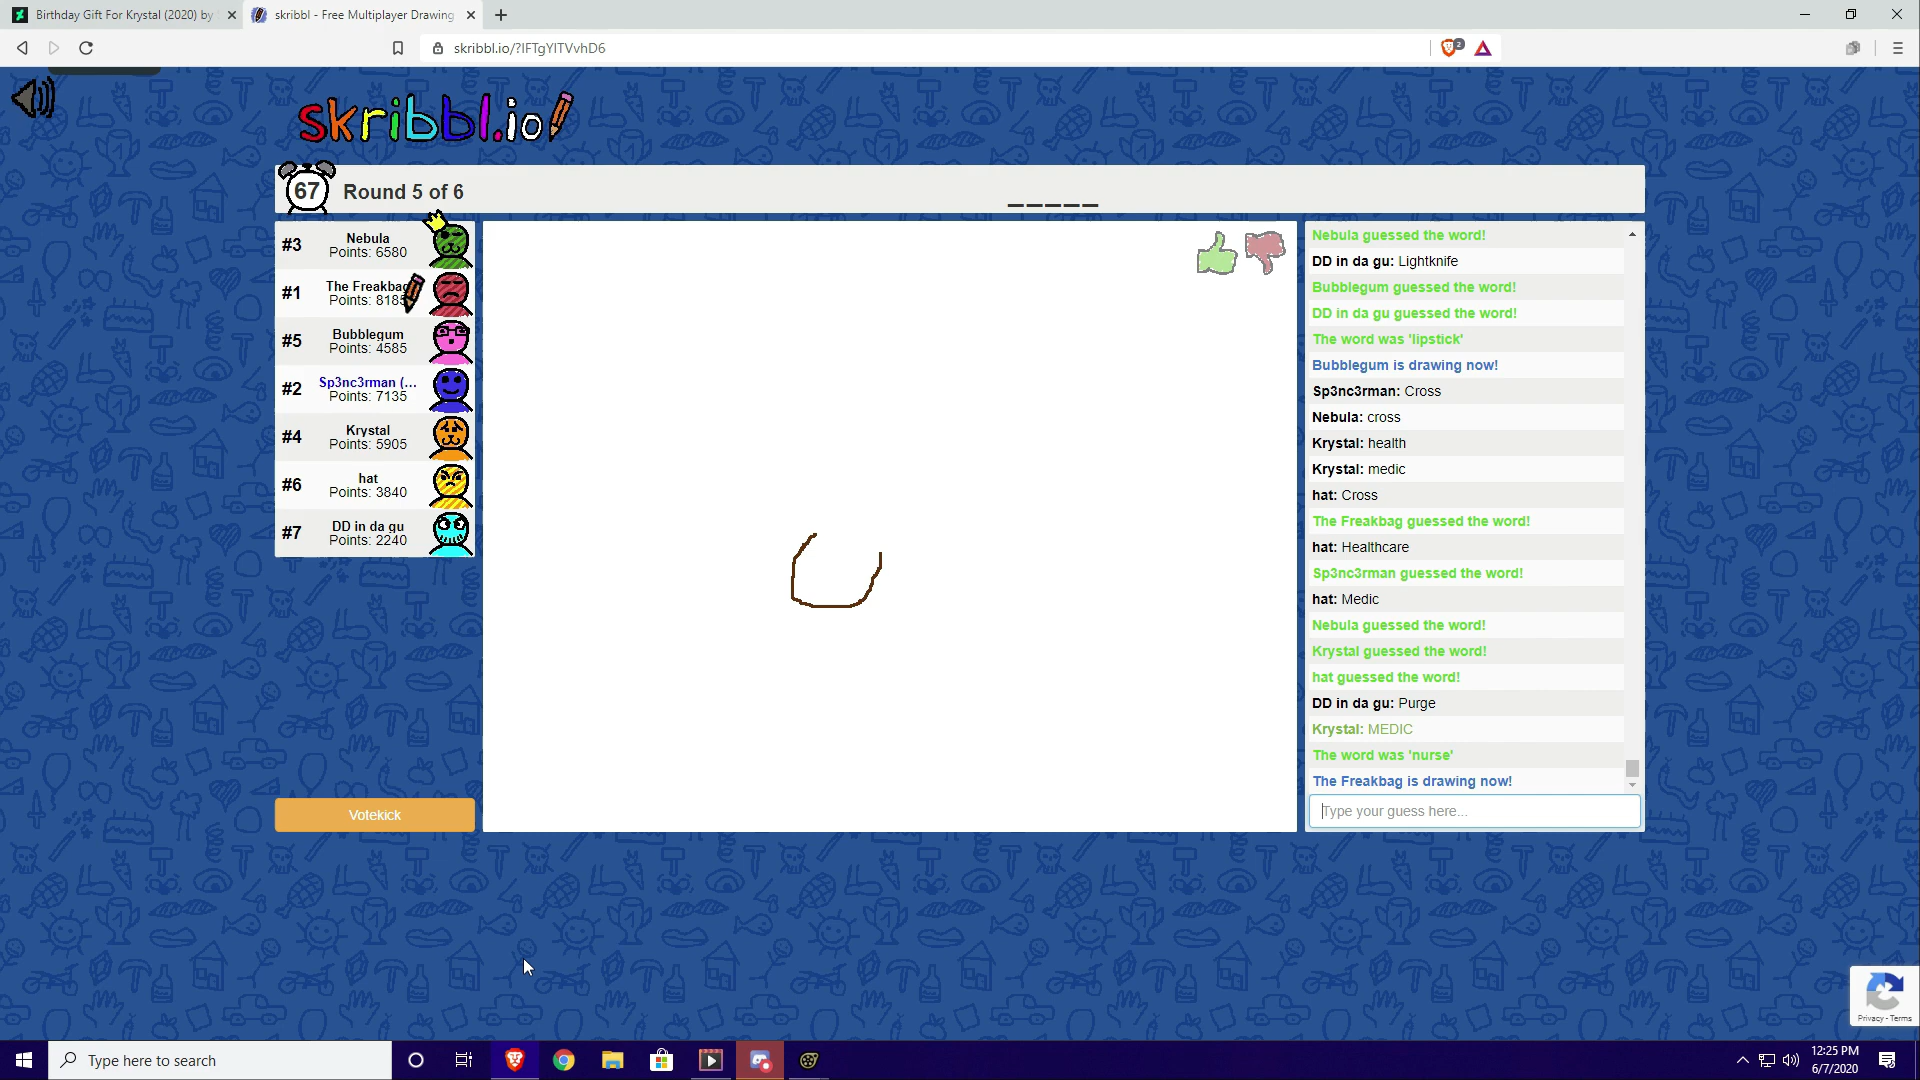 Birthday Gift For Krystal (2020) by
skribbl - Free Multiplayer Drawing
skribbl.io/?IFTgYITVvhD6
2
skribbl.io
67
Round 5 of 6
_____
#3
Nebula
Points: 6580
#1
The Freakbag
Points: 8185
#5
Bubblegum
Points: 4585
#2
Sp3nc3rman (...
Points: 7135
#4
Krystal
Points: 5905
#6
hat
Points: 3840
#7
DD in da gu
Points: 2240
Votekick
Nebula guessed the word!
DD in da gu: Lightknife
Bubblegum guessed the word!
DD in da gu guessed the word!
The word was 'lipstick'
Bubblegum is drawing now!
Sp3nc3rman: Cross
Nebula: cross
Krystal: health
Krystal: medic
hat: Cross
The Freakbag guessed the word!
hat: Healthcare
Sp3nc3rman guessed the word!
hat: Medic
Nebula guessed the word!
Krystal guessed the word!
hat guessed the word!
DD in da gu: Purge
Krystal: MEDIC
The word was 'nurse'
The Freakbag is drawing now!
Type your guess here...
Privacy - Terms
Type here to search
12:25 PM
6/7/2020